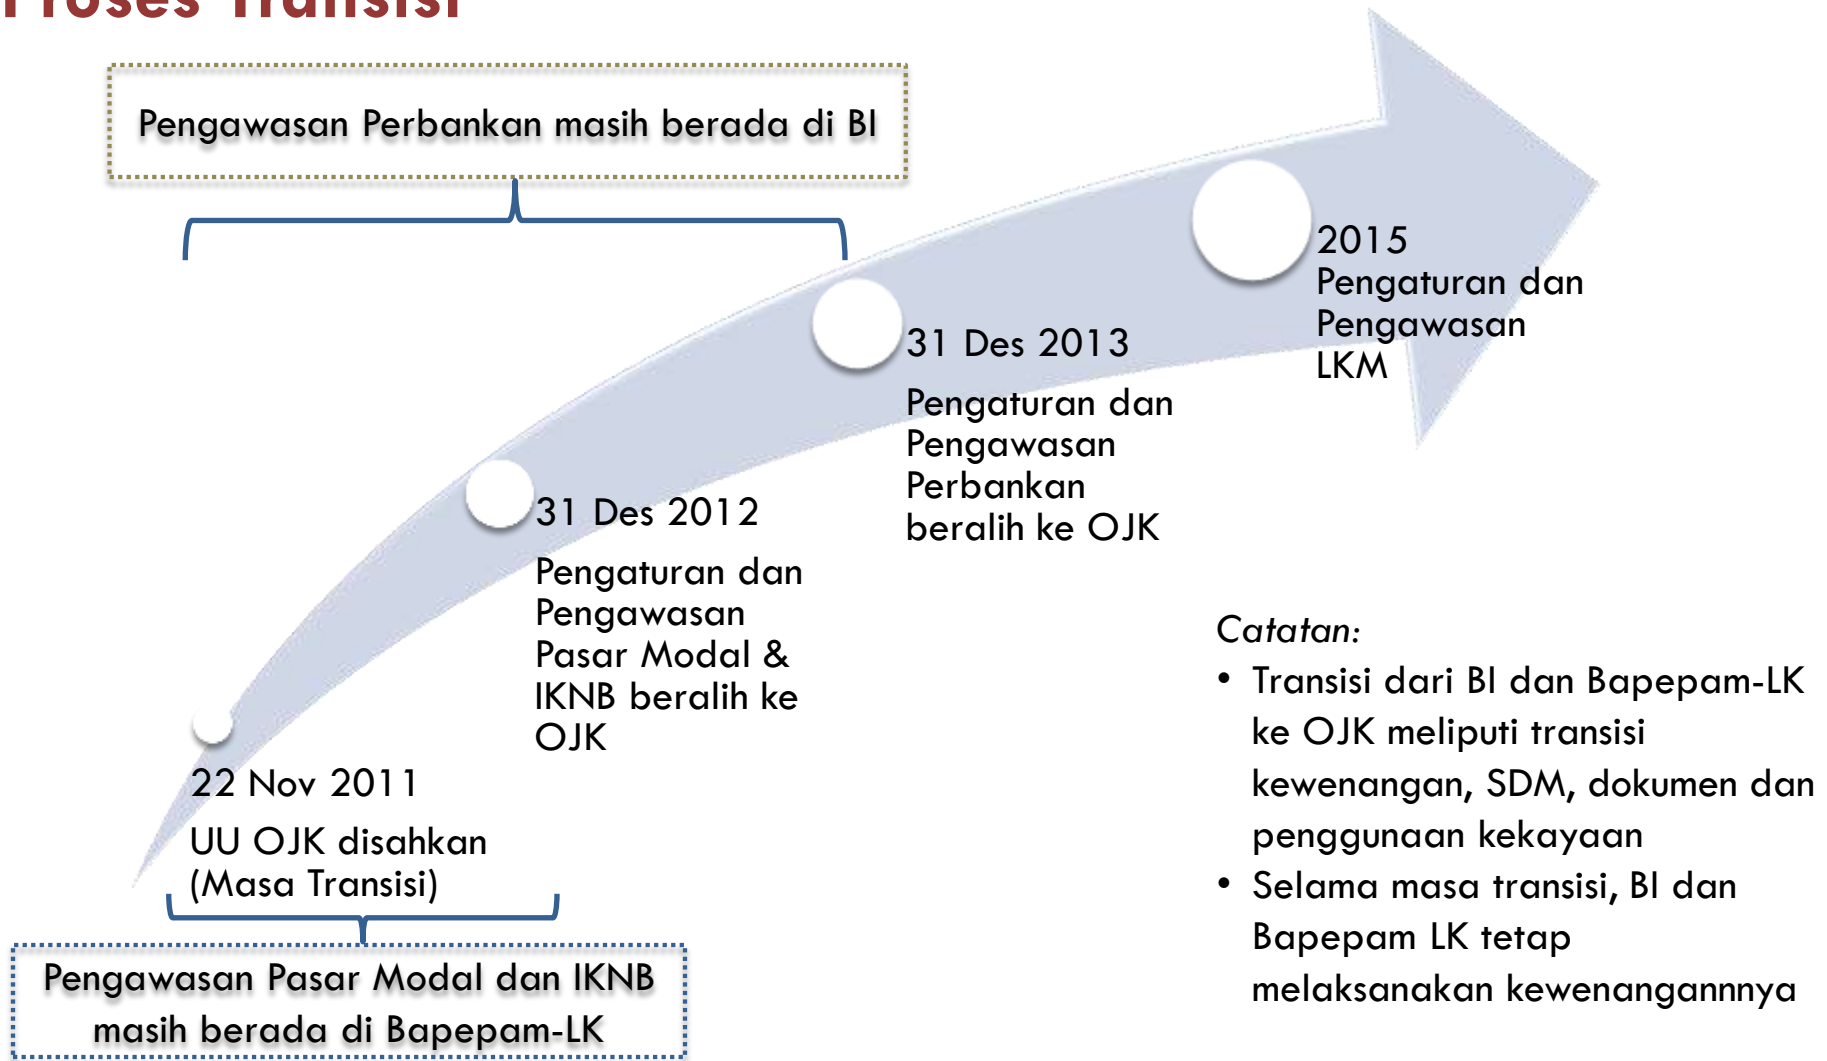 Proses Transisi
Pengawasan Perbankan masih berada di BI
2015
Pengaturan dan
Pengawasan
LKM
31 Des 2013
Pengaturan dan
Pengawasan
Perbankan
beralih ke OJK
31 Des 2012
Pengaturan dan
Pengawasan
Pasar Modal &
IKNB beralih ke
OJK
22 Nov 2011
UU OJK disahkan
(Masa Transisi)
Pengawasan Pasar Modal dan IKNB
masih berada di Bapepam-LK
Catatan:
• Transisi dari BI dan Bapepam-LK
ke OJK meliputi transisi
kewenangan, SDM, dokumen dan
penggunaan kekayaan
• Selama masa transisi, BI dan
Bapepam LK tetap
melaksanakan kewenangannnya